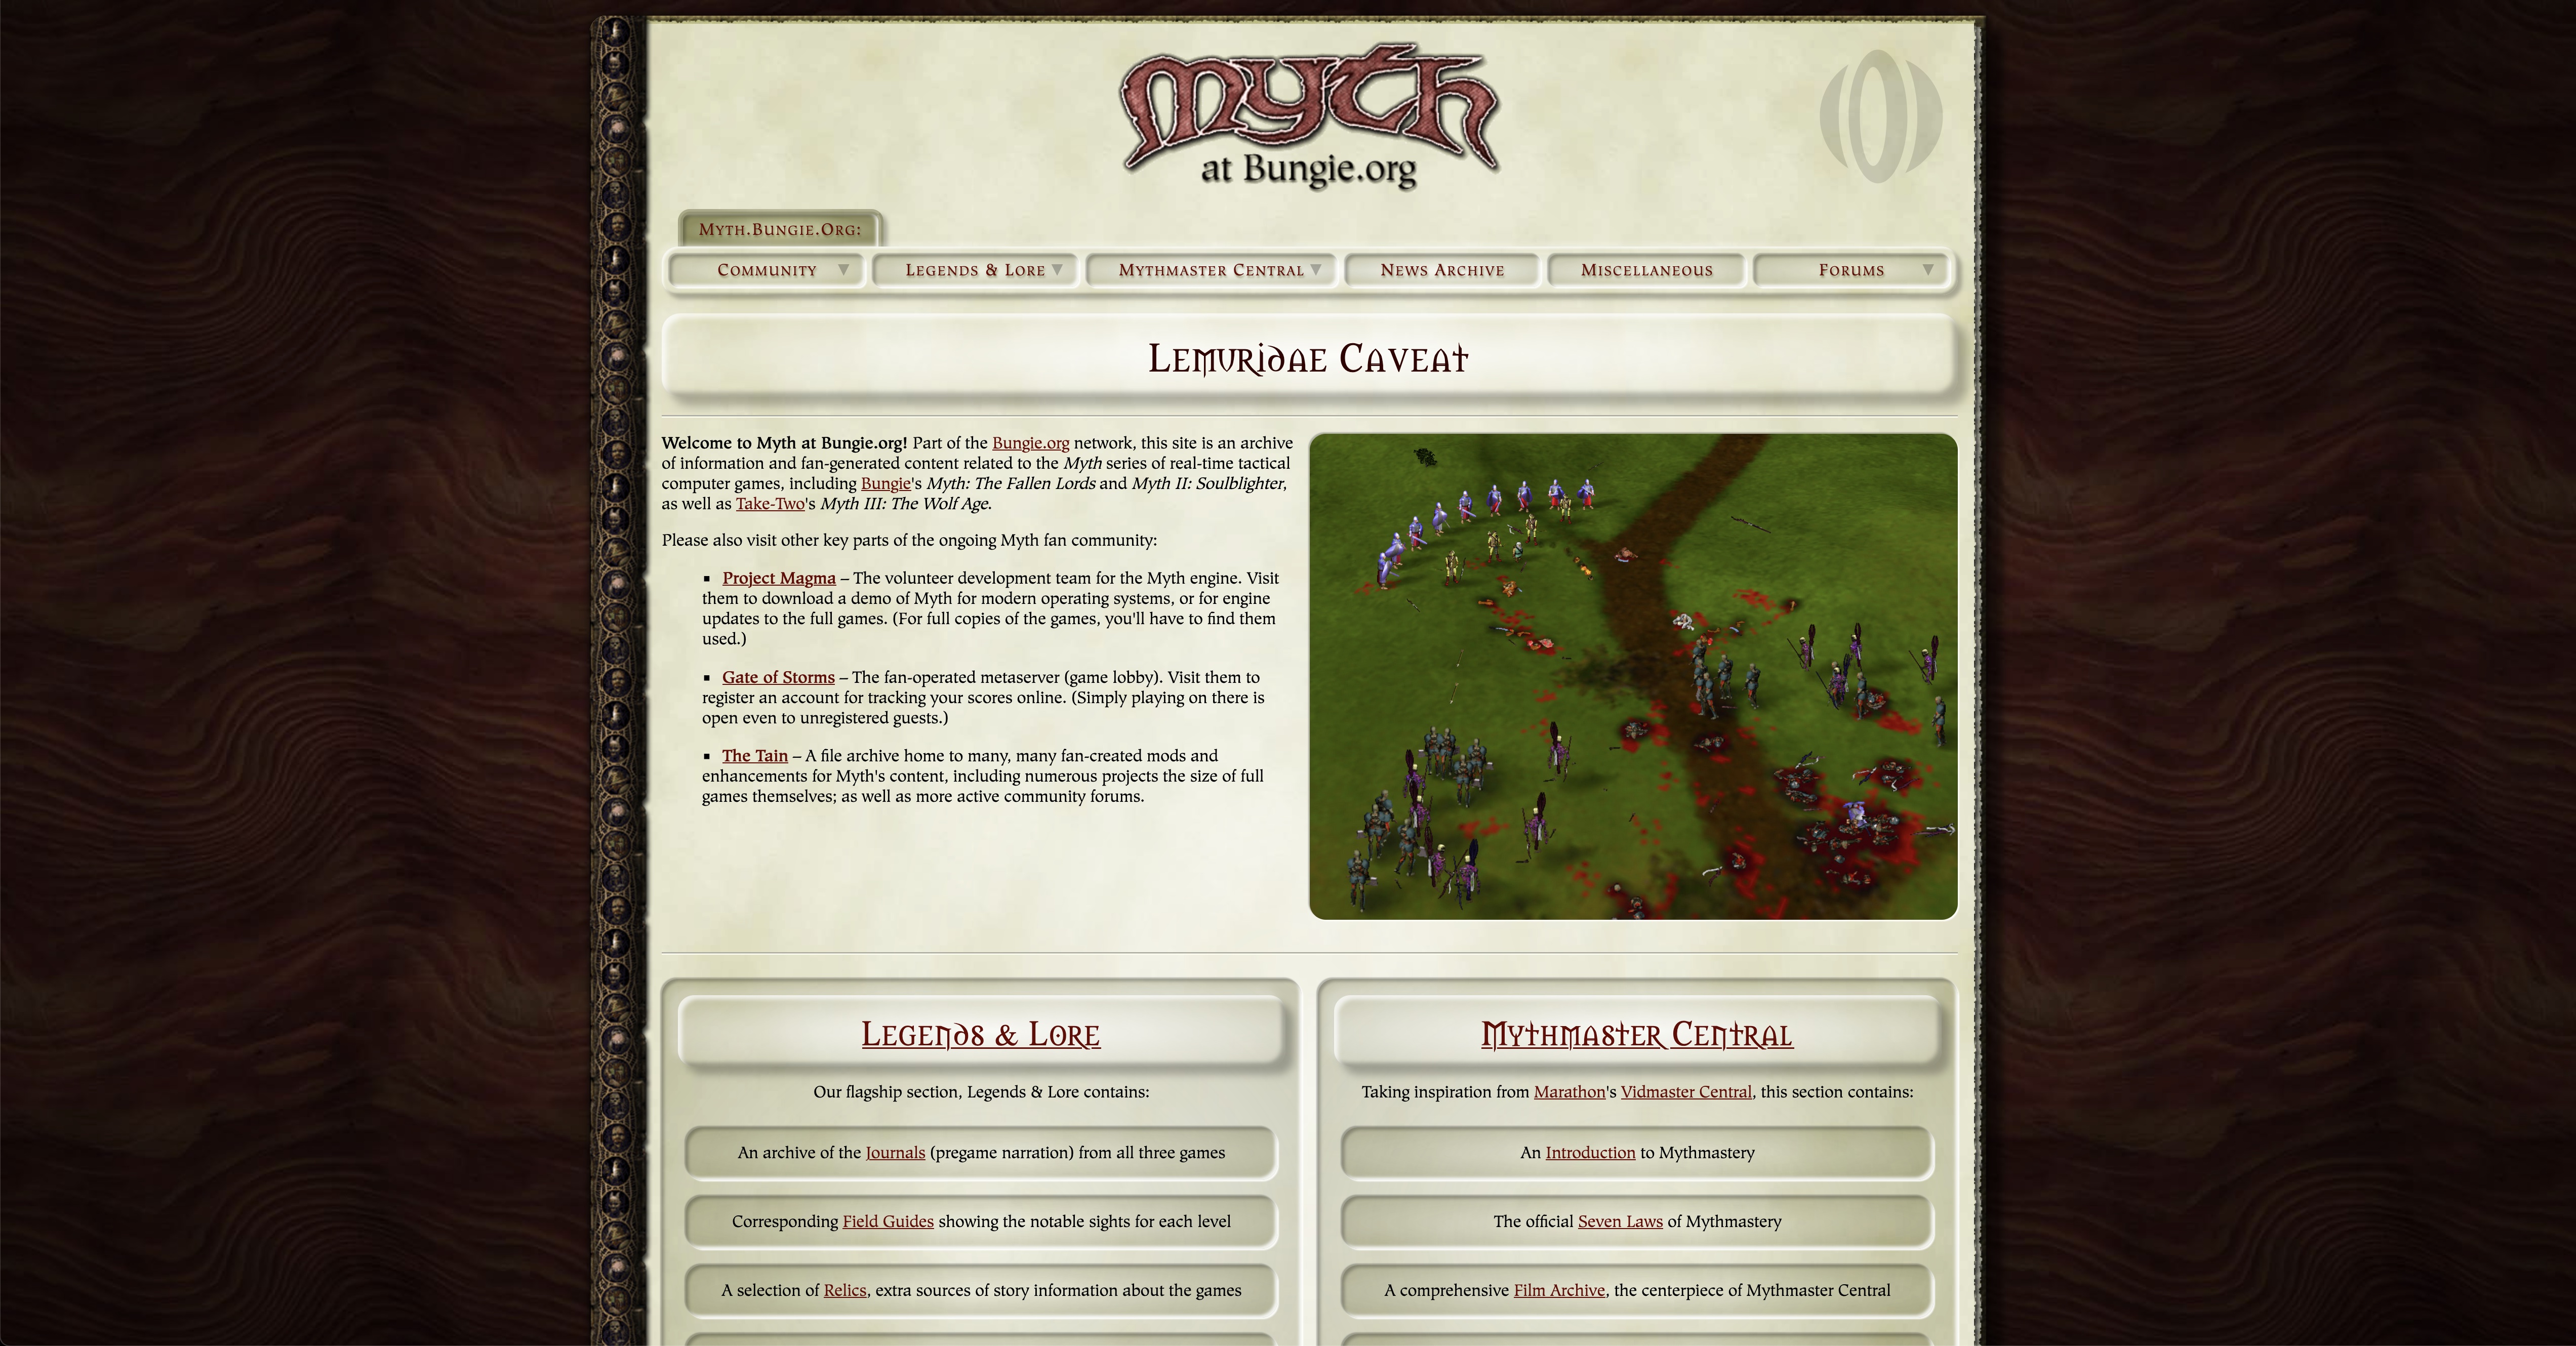 Myth
at Bungie.org
Myth.Bungie.Org:
Community ▼
Legends & Lore ▼
Mythmaster Central ▼
News Archive
Miscellaneous
Forums ▼
Lemuridae Caveat
Welcome to Myth at Bungie.org! Part of the Bungie.org network, this site is an archive
of information and fan-generated content related to the Myth series of real-time tactical
computer games, including Bungie's Myth: The Fallen Lords and Myth II: Soulblighter,
as well as Take-Two's Myth III: The Wolf Age.
Please also visit other key parts of the ongoing Myth fan community:
▪ Project Magma – The volunteer development team for the Myth engine. Visit
them to download a demo of Myth for modern operating systems, or for engine
updates to the full games. (For full copies of the games, you'll have to find them
used.)
▪ Gate of Storms – The fan-operated metaserver (game lobby). Visit them to
register an account for tracking your scores online. (Simply playing on there is
open even to unregistered guests.)
▪ The Tain – A file archive home to many, many fan-created mods and
enhancements for Myth's content, including numerous projects the size of full
games themselves; as well as more active community forums.
Legends & Lore
Our flagship section, Legends & Lore contains:
An archive of the Journals (pregame narration) from all three games
Corresponding Field Guides showing the notable sights for each level
A selection of Relics, extra sources of story information about the games
Mythmaster Central
Taking inspiration from Marathon's Vidmaster Central, this section contains:
An Introduction to Mythmastery
The official Seven Laws of Mythmastery
A comprehensive Film Archive, the centerpiece of Mythmaster Central